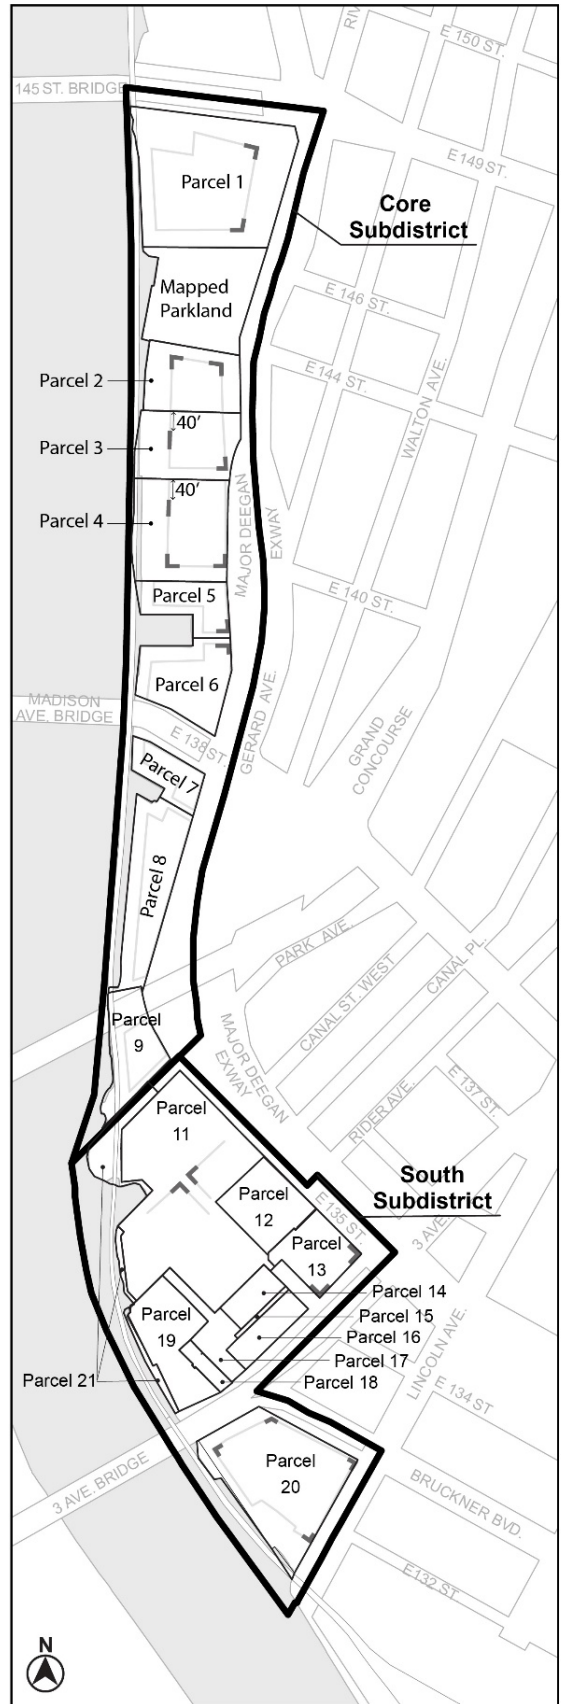 RIV
E 150 ST.
145 ST. BRIDGE
E 149 ST.
Parcel 1
Core
Subdistrict
Mapped
Parkland
E 146 ST.
E 144 ST.
WALTON AVE.
Parcel 2
40'
Parcel 3
40'
Parcel 4
MAJOR DEEGAN
EXWAY
Parcel 5
E 140 ST.
Parcel 6
MADISON
AVE. BRIDGE
E 138 ST.
GERARD AVE.
GRAND
CONCOURSE
Parcel 7
Parcel 8
PARK AVE.
CANAL ST. WEST
CANAL PL.
Parcel
9
MAJOR DEEGAN
EXWAY
RIDER AVE.
E 137 ST.
Parcel
11
South
Subdistrict
Parcel
12
E 135 ST.
3 AVE.
Parcel
13
Parcel 14
Parcel 15
Parcel
19
Parcel 16
Parcel 17
Parcel 21
Parcel 18
LINCOLN AVE.
E 134 ST
3 AVE. BRIDGE
Parcel
20
BRUCKNER BVD.
E 132 ST
N